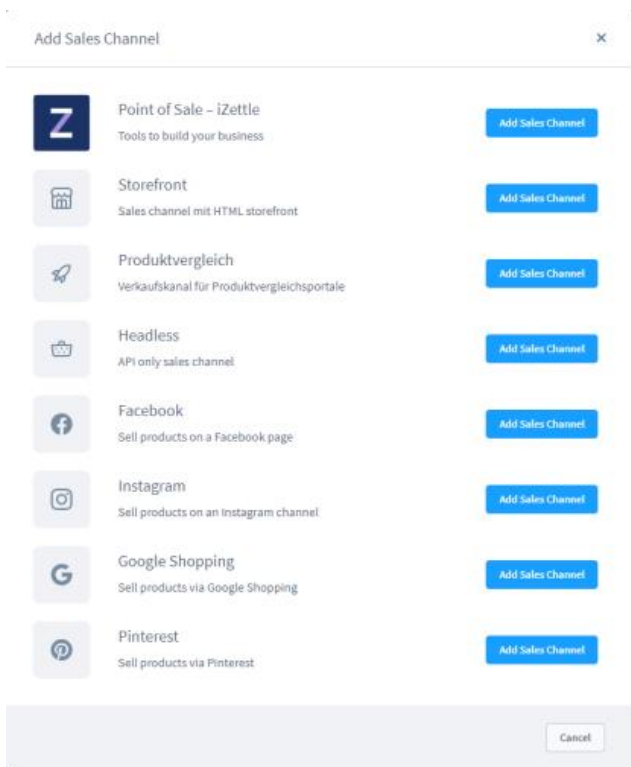 Add Sales Channel
Point of Sale – iZettle
Tools to build your business
Add Sales Channel
Storefront
Sales channel mit HTML storefront
Add Sales Channel
Produktvergleich
Verkaufskanal für Produktvergleichsportale
Add Sales Channel
Headless
API only sales channel
Add Sales Channel
Facebook
Sell products on a Facebook page
Add Sales Channel
Instagram
Sell products on an Instagram channel
Add Sales Channel
Google Shopping
Sell products via Google Shopping
Add Sales Channel
Pinterest
Sell products via Pinterest
Add Sales Channel
Cancel